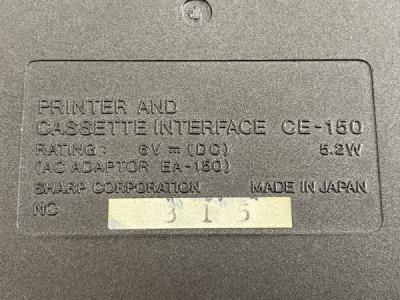 PRINTER AND
CASSETTE INTERFACE CE-150
RATING: 6V ⎓ (DC) 5.2W
(AC ADAPTOR EA-150)
SHARP CORPORATION MADE IN JAPAN
NO 315